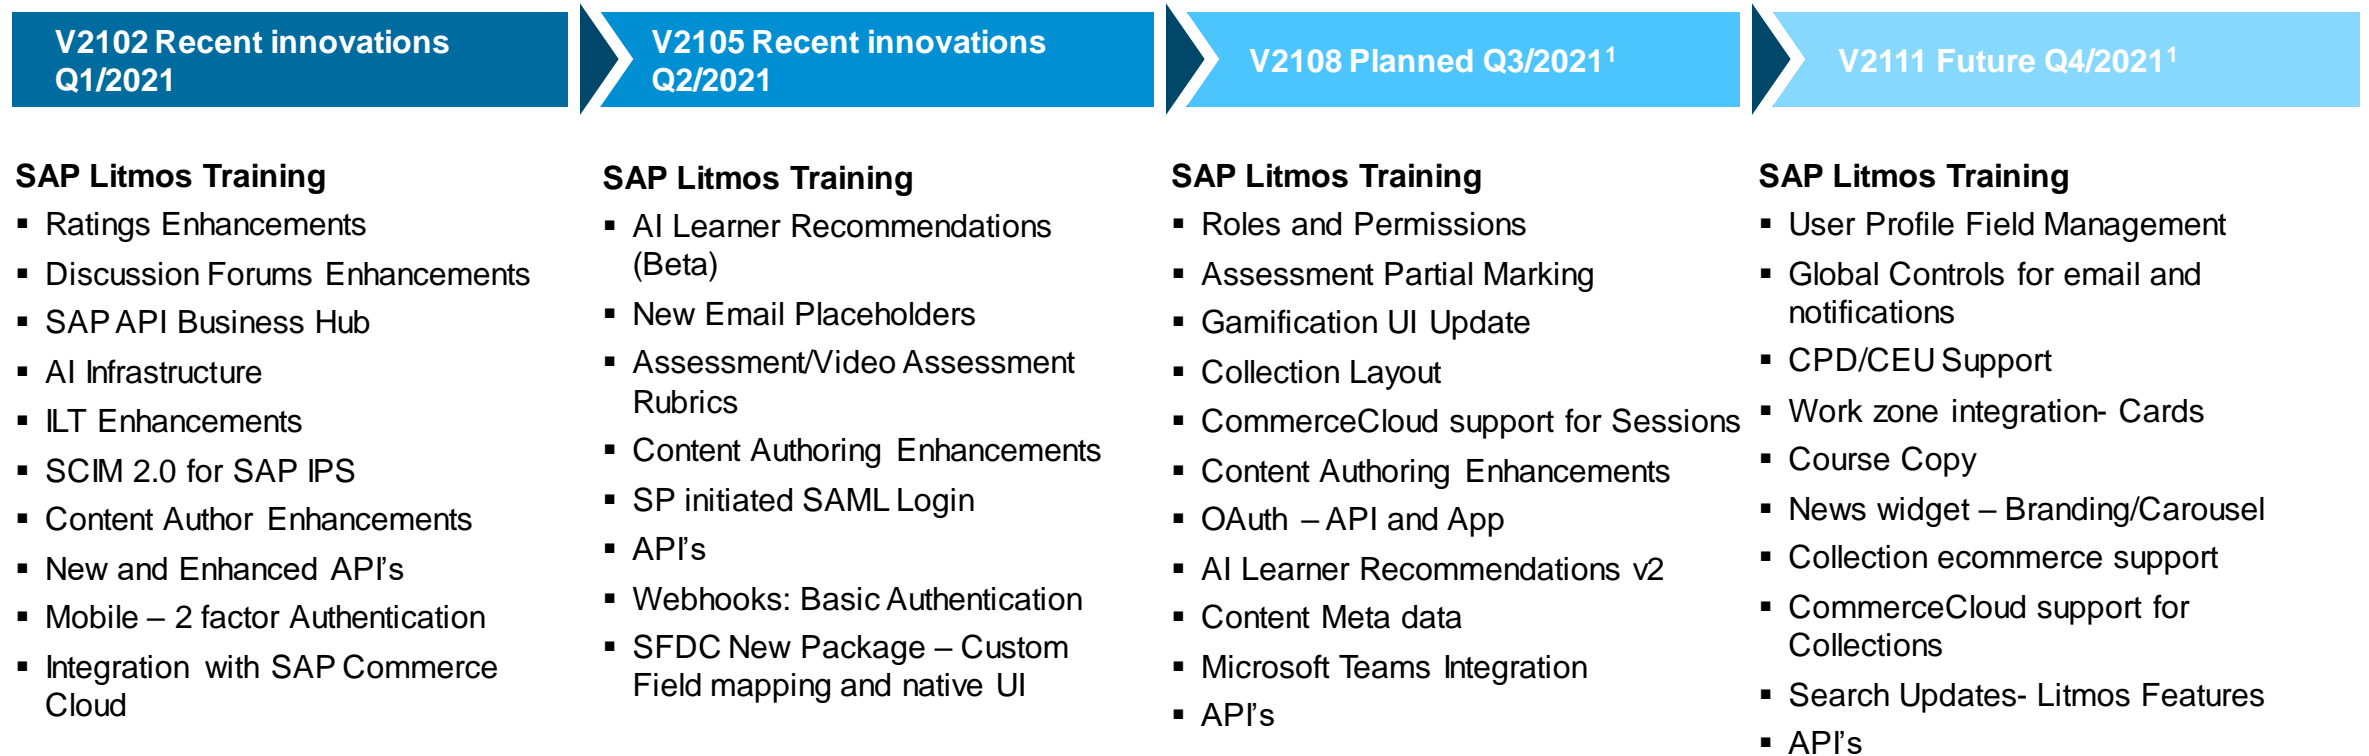 V2102 Recent innovations
Q1/2021
V2105 Recent innovations
Q2/2021
V2108 Planned Q3/2021¹
V2111 Future Q4/2021¹
SAP Litmos Training
▪ Ratings Enhancements
▪ Discussion Forums Enhancements
▪ SAP API Business Hub
▪ AI Infrastructure
▪ ILT Enhancements
▪ SCIM 2.0 for SAP IPS
▪ Content Author Enhancements
▪ New and Enhanced API's
▪ Mobile – 2 factor Authentication
▪ Integration with SAP Commerce
Cloud
SAP Litmos Training
▪ AI Learner Recommendations
(Beta)
▪ New Email Placeholders
▪ Assessment/Video Assessment
Rubrics
▪ Content Authoring Enhancements
▪ SP initiated SAML Login
▪ API's
▪ Webhooks: Basic Authentication
▪ SFDC New Package – Custom
Field mapping and native UI
SAP Litmos Training
▪ Roles and Permissions
▪ Assessment Partial Marking
▪ Gamification UI Update
▪ Collection Layout
▪ CommerceCloud support for Sessions
▪ Content Authoring Enhancements
▪ OAuth – API and App
▪ AI Learner Recommendations v2
▪ Content Meta data
▪ Microsoft Teams Integration
▪ API's
SAP Litmos Training
▪ User Profile Field Management
▪ Global Controls for email and
notifications
▪ CPD/CEU Support
▪ Work zone integration- Cards
▪ Course Copy
▪ News widget – Branding/Carousel
▪ Collection ecommerce support
▪ CommerceCloud support for
Collections
▪ Search Updates- Litmos Features
▪ API's